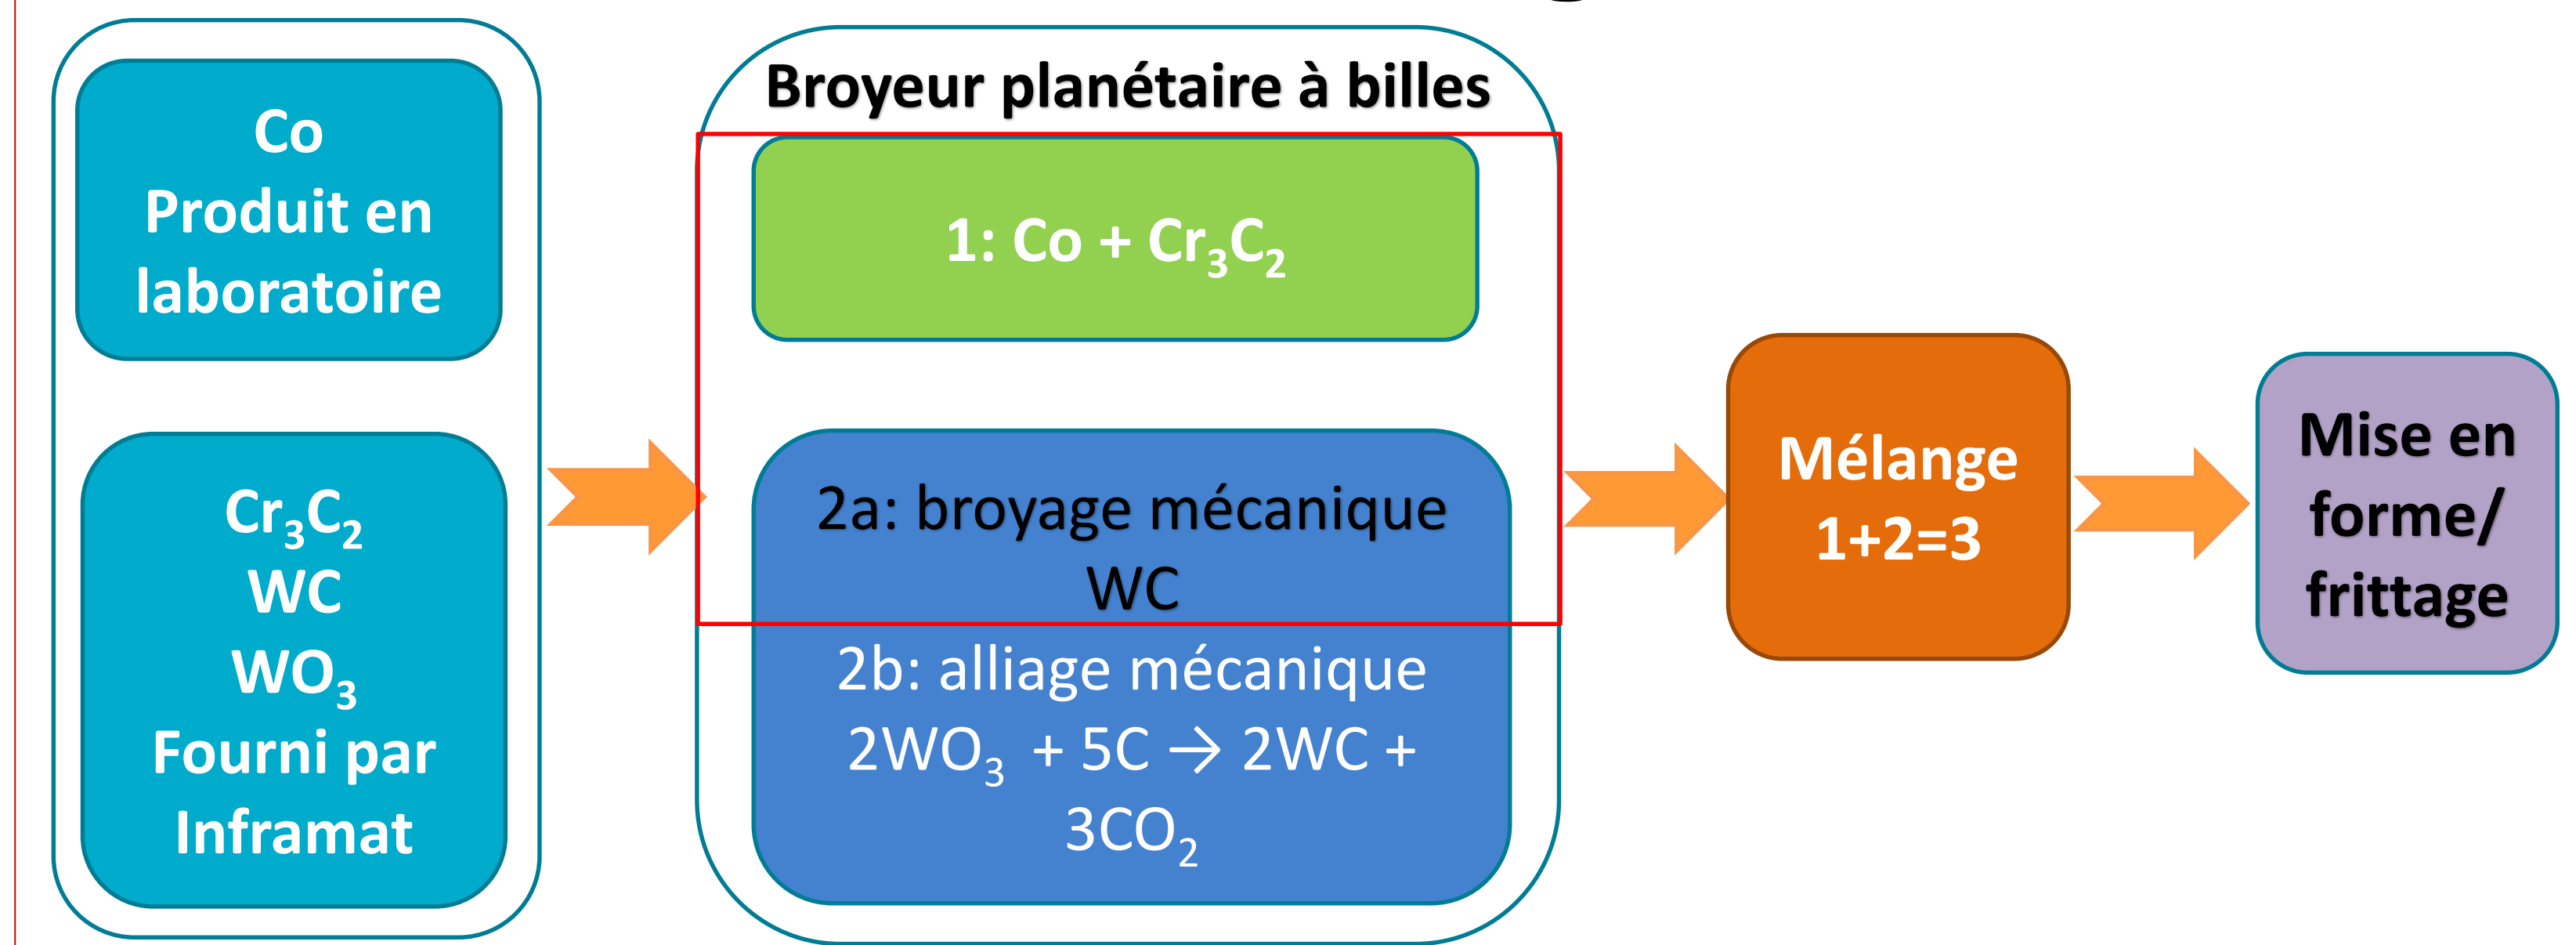 Co
Produit en
laboratoire
Cr₃C₂
WC
WO₃
Fourni par
Inframat
Broyeur planétaire à billes
1: Co + Cr₃C₂
2a: broyage mécanique
WC
2b: alliage mécanique
2WO₃ + 5C → 2WC +
3CO₂
Mélange
1+2=3
Mise en
forme/
frittage